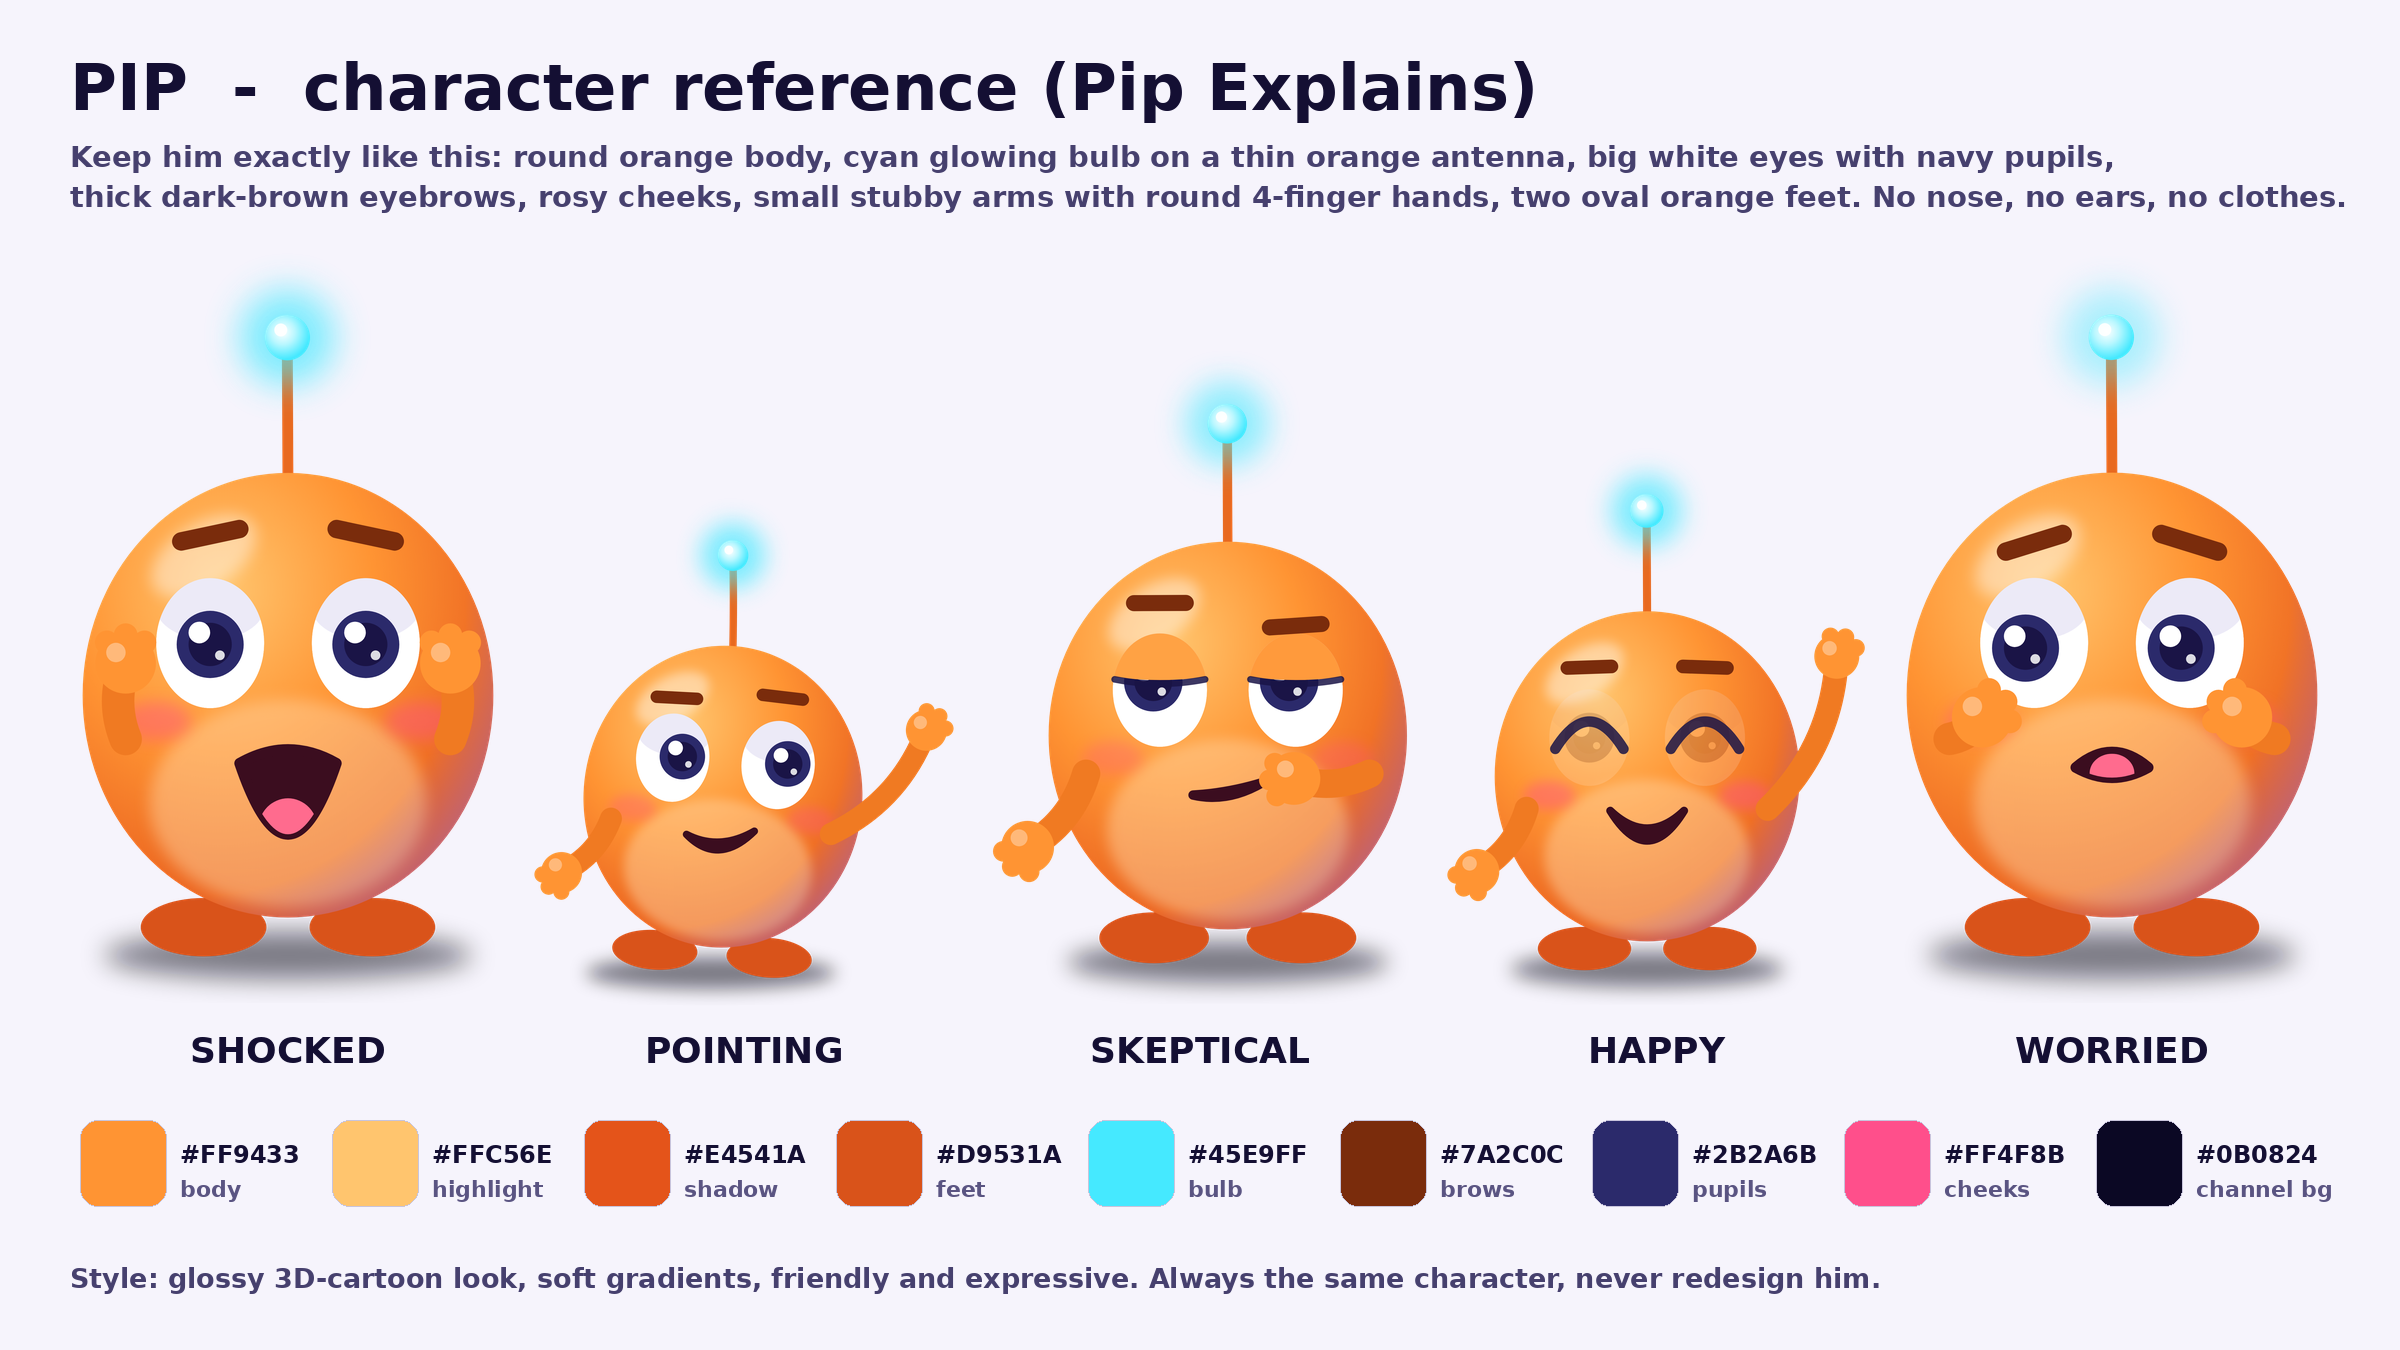 PIP - character reference (Pip Explains)
Keep him exactly like this: round orange body, cyan glowing bulb on a thin orange antenna, big white eyes with navy pupils,
thick dark-brown eyebrows, rosy cheeks, small stubby arms with round 4-finger hands, two oval orange feet. No nose, no ears, no clothes.
SHOCKED
POINTING
SKEPTICAL
HAPPY
WORRIED
#FF9433
body
#FFC56E
highlight
#E4541A
shadow
#D9531A
feet
#45E9FF
bulb
#7A2C0C
brows
#2B2A6B
pupils
#FF4F8B
cheeks
#0B0824
channel bg
Style: glossy 3D-cartoon look, soft gradients, friendly and expressive. Always the same character, never redesign him.